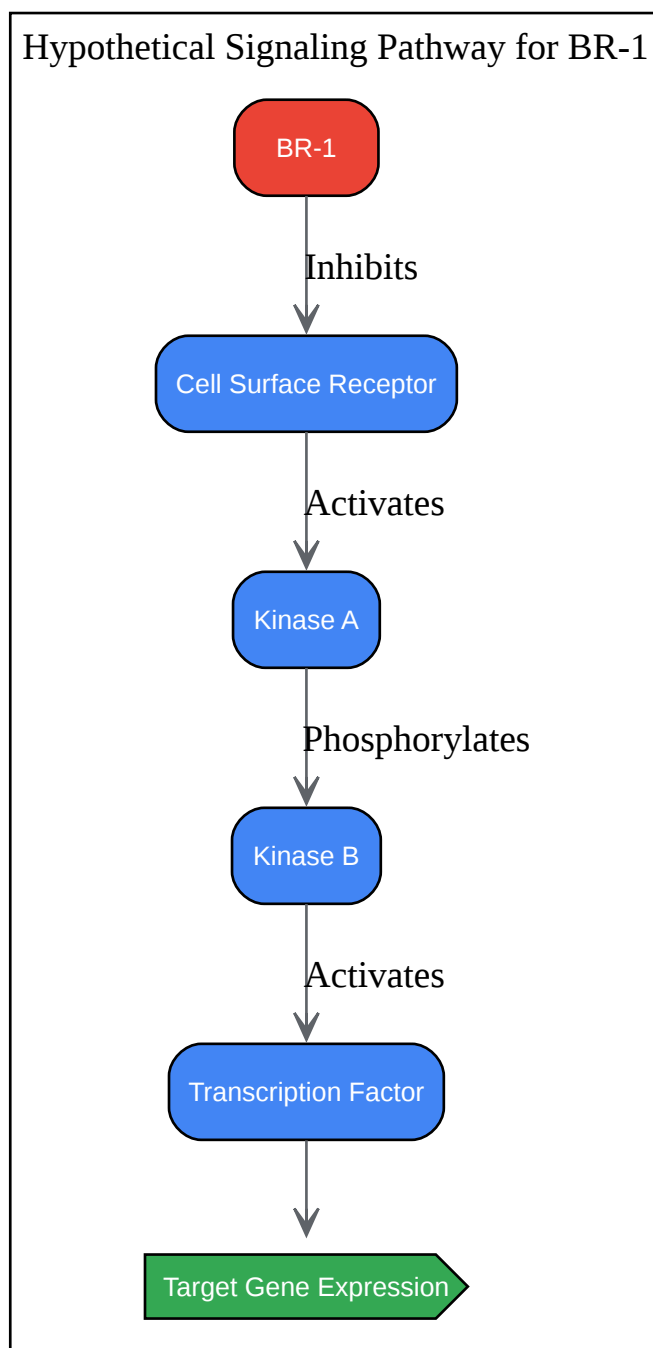 Hypothetical Signaling Pathway for BR-1
BR-1
Inhibits
Cell Surface Receptor
Activates
Kinase A
Phosphorylates
Kinase B
Activates
Transcription Factor
Target Gene Expression